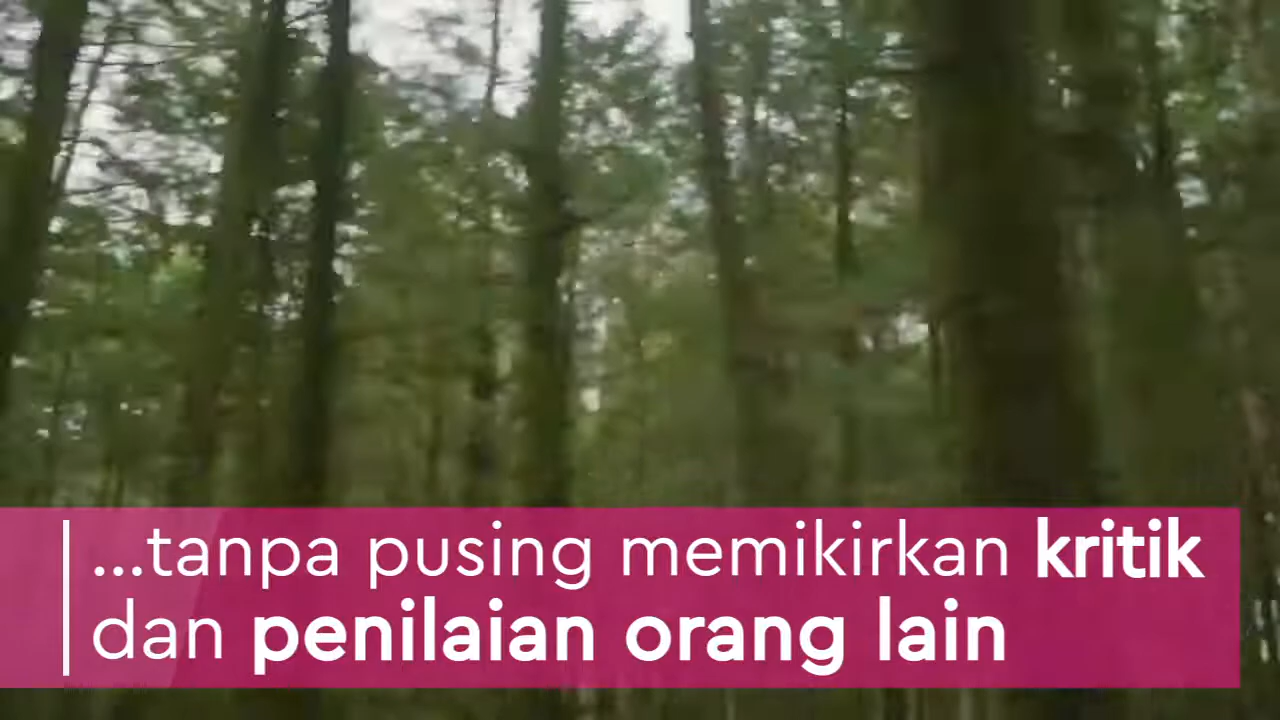 ...tanpa pusing memikirkan kritik
dan penilaian orang lain